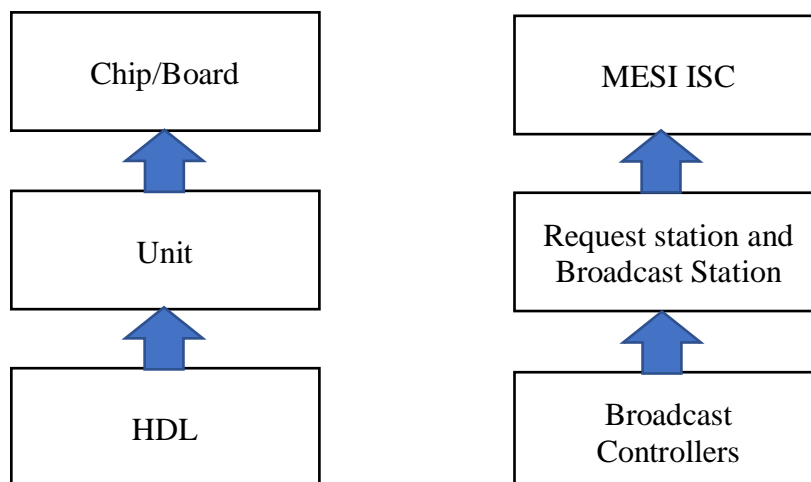 Chip/Board
Unit
HDL
MESI ISC
Request station and
Broadcast Station
Broadcast
Controllers